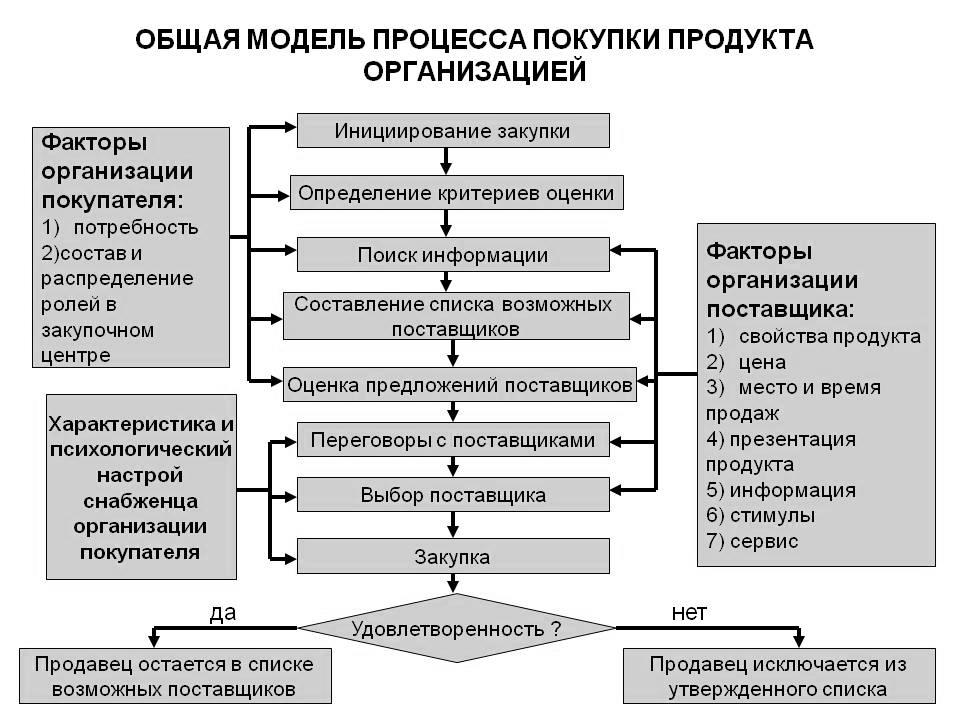 ОБЩАЯ МОДЕЛЬ ПРОЦЕССА ПОКУПКИ ПРОДУКТА
ОРГАНИЗАЦИЕЙ
Факторы
организации
покупателя:
1) потребность
2)состав и
распределение
ролей в
закупочном
центре
Характеристика и
психологический
настрой
снабженца
организации
покупателя
Инициирование закупки
Определение критериев оценки
Поиск информации
Составление списка возможных
поставщиков
Оценка предложений поставщиков
Переговоры с поставщиками
Выбор поставщика
Закупка
Факторы
организации
поставщика:
1) свойства продукта
2) цена
3) место и время
продаж
4) презентация
продукта
5) информация
6) стимулы
7) сервис
да
Удовлетворенность ?
нет
Продавец остается в списке
возможных поставщиков
Продавец исключается из
утвержденного списка